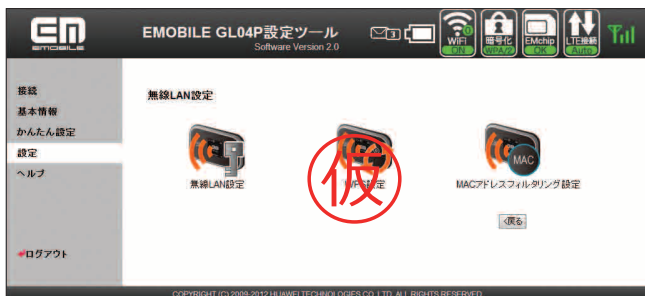 EMOBILE
EMOBILE GL04P設定ツール
Software Version 2.0
3
WiFi
ON
暗号化
WPA/2
EMchip
OK
LTE接続
Auto
接続
基本情報
かんたん設定
設定
ヘルプ
ログアウト
無線LAN設定
無線LAN設定
WPS設定
仮
MAC
MACアドレスフィルタリング設定
<戻る
COPYRIGHT (C) 2009-2012 HUAWEI TECHNOLOGIES CO., LTD. ALL RIGHTS RESERVED